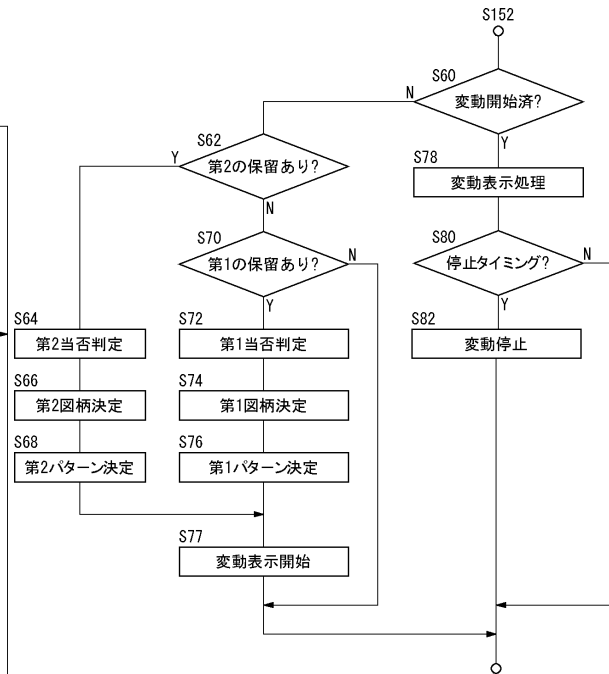 S152
S60
変動開始済?
N
Y
S62
第2の保留あり?
Y
N
S78
変動表示処理
S70
第1の保留あり?
N
Y
S80
停止タイミング?
N
Y
S64
第2当否判定
S72
第1当否判定
S82
変動停止
S66
第2図柄決定
S74
第1図柄決定
S68
第2パターン決定
S76
第1パターン決定
S77
変動表示開始